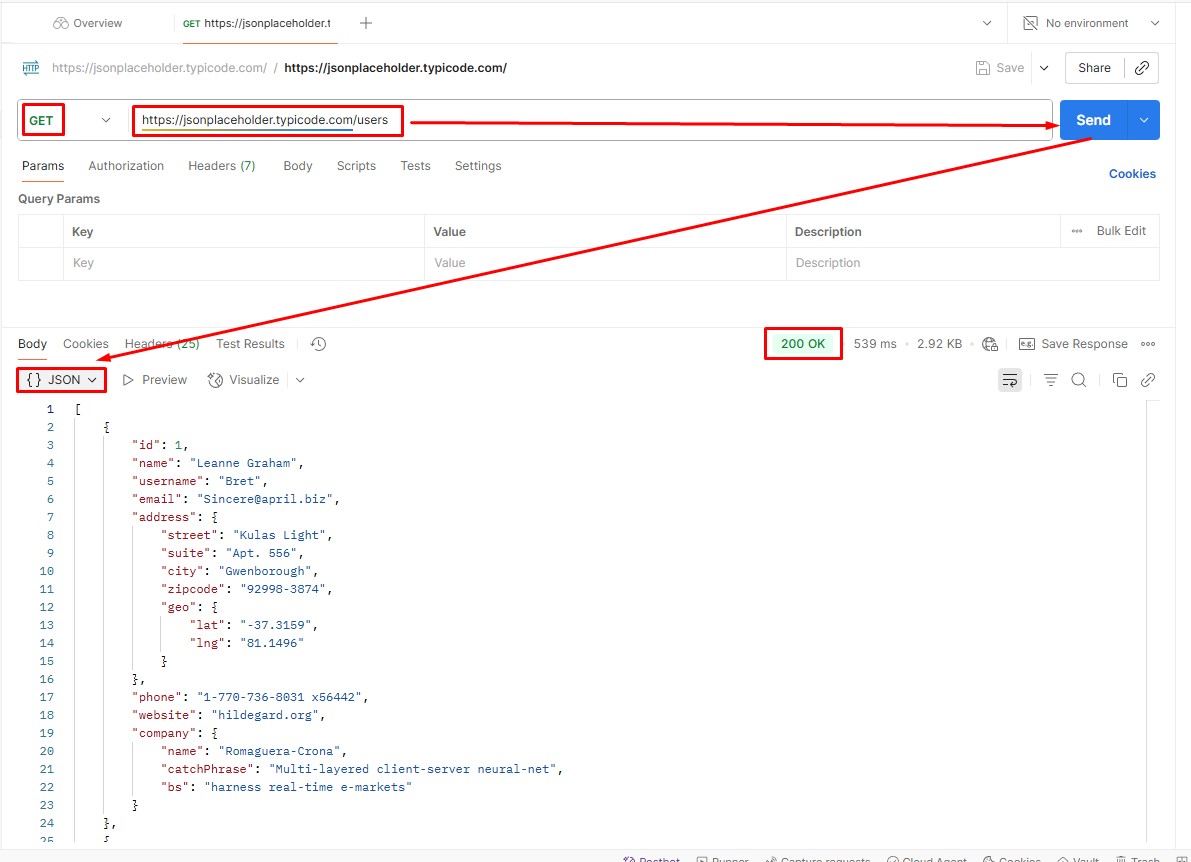 Overview GET https://jsonplaceholder.t No environment
HTTP https://jsonplaceholder.typicode.com/ / https://jsonplaceholder.typicode.com/ Save Share
GET https://jsonplaceholder.typicode.com/users Send
Params Authorization Headers (7) Body Scripts Tests Settings Cookies
Query Params
Key Value Description Bulk Edit
Key Value Description
Body Cookies Headers (25) Test Results 200 OK 539 ms 2.92 KB e.g. Save Response
{} JSON Preview Visualize
1 [
2 {
3 "id": 1,
4 "name": "Leanne Graham",
5 "username": "Bret",
6 "email": "Sincere@april.biz",
7 "address": {
8 "street": "Kulas Light",
9 "suite": "Apt. 556",
10 "city": "Gwenborough",
11 "zipcode": "92998-3874",
12 "geo": {
13 "lat": "-37.3159",
14 "lng": "81.1496"
15 }
16 },
17 "phone": "1-770-736-8031 x56442",
18 "website": "hildegard.org",
19 "company": {
20 "name": "Romaguera-Crona",
21 "catchPhrase": "Multi-layered client-server neural-net",
22 "bs": "harness real-time e-markets"
23 }
24 },
25 {
Postbot Runner Capture requests Cloud Agent Cookies Vault Trash